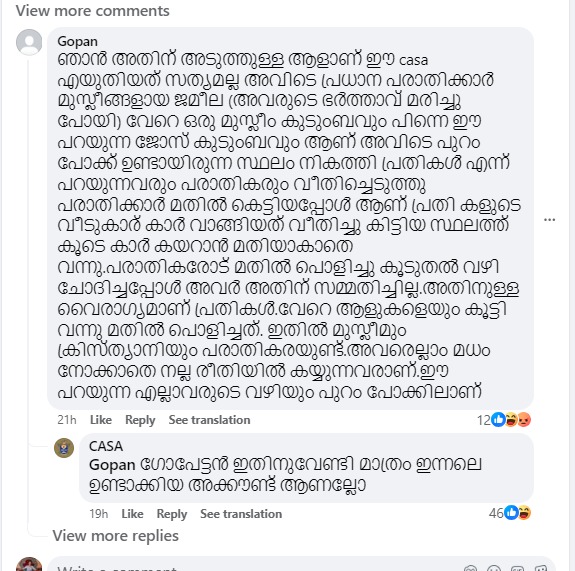 View more comments
Gopan
ഞാൻ അതിന് അടുത്തുള്ള ആളാണ് ഈ casa
എയുതിയത് സത്യമല്ല അവിടെ പ്രധാന പരാതിക്കാർ
മുസ്ലീങ്ങളായ ജമീല (അവരുടെ ഭർത്താവ് മരിച്ചു
പോയി) വേറെ ഒരു മുസ്ലീം കുടുംബവും പിന്നെ ഈ
പറയുന്ന ജോസ് കുടുംബവും ആണ് അവിടെ പുറം
പോക്ക് ഉണ്ടായിരുന്ന സ്ഥലം നികത്തി പ്രതികൾ എന്ന്
പറയുന്നവരും പരാതികരും വീതിച്ചെടുത്തു
പരാതിക്കാർ മതിൽ കെട്ടിയപ്പോൾ ആണ് പ്രതി കളുടെ
വീടുകാര് കാർ വാങ്ങിയത് വീതിച്ചു കിട്ടിയ സ്ഥലത്ത്
കൂടെ കാർ കയറാൻ മതിയാകാതെ
വന്നു.പരാതികരോട് മതിൽ പൊളിച്ചു കൂടുതൽ വഴി
ചോദിച്ചപ്പോൾ അവർ അതിന് സമ്മതിച്ചില്ല.അതിനുള്ള
വൈരാഗ്യമാണ് പ്രതികൾ.വേറെ ആളുകളെയും കൂട്ടി
വന്നു മതിൽ പൊളിച്ചത്. ഇതിൽ മുസ്ലീമും
ക്രിസ്ത്യാനിയും പരാതികരയുണ്ട്.അവരെല്ലാം മധം
നോക്കാതെ നല്ല രീതിയിൽ കയ്യുന്നവരാണ്.ഈ
പറയുന്ന എല്ലാവരുടെ വഴിയും പുറം പോക്കിലാണ്
21h Like Reply See translation 12
CASA
Gopan ഗോപേട്ടൻ ഇതിനുവേണ്ടി മാത്രം ഇന്നലെ
ഉണ്ടാക്കിയ അക്കൗണ്ട് ആണല്ലോ
19h Like Reply See translation 46
View more replies
Write a comment